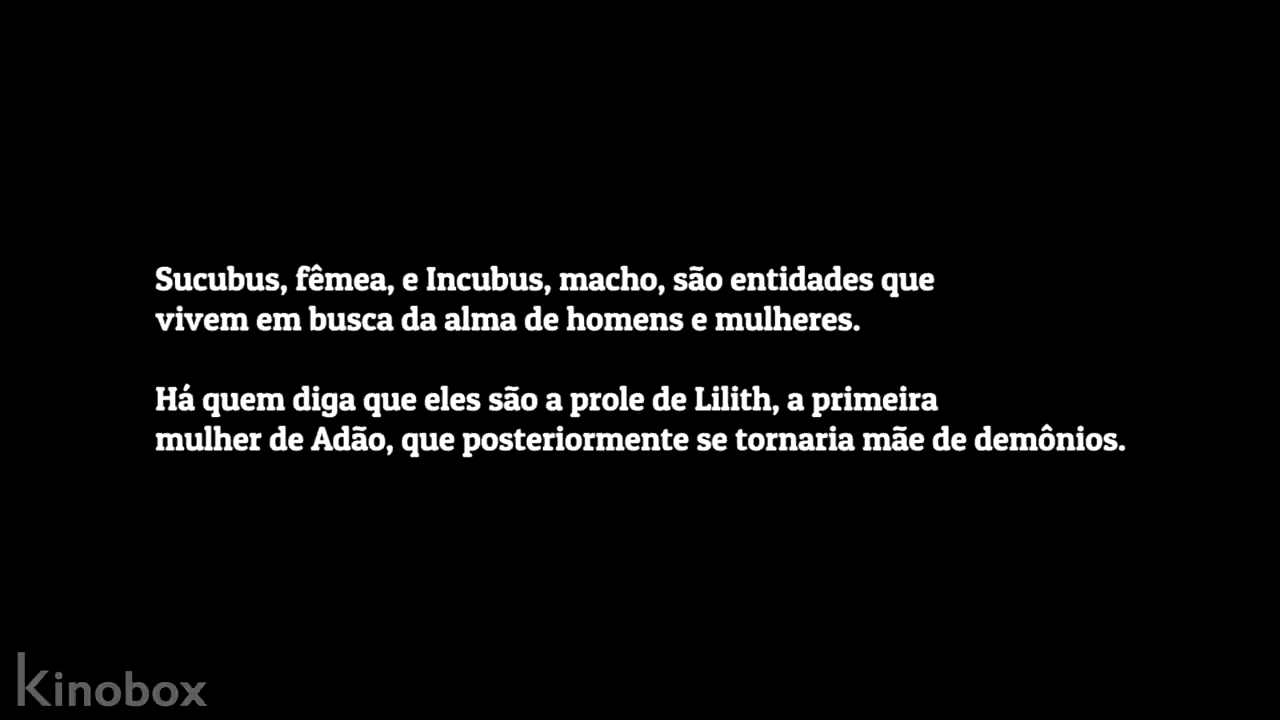 Sucubus, fêmea, e Incubus, macho, são entidades que
vivem em busca da alma de homens e mulheres.
Há quem diga que eles são a prole de Lilith, a primeira
mulher de Adão, que posteriormente se tornaria mãe de demônios.
kinobox